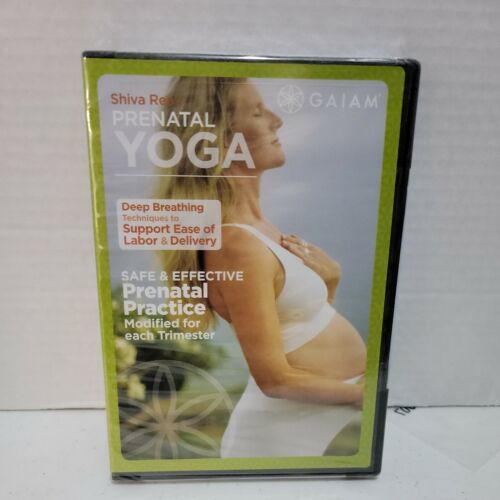 Shiva Rea
GAIAM
PRENATAL
YOGA
Deep Breathing
Techniques to
Support Ease of
Labor & Delivery
SAFE & EFFECTIVE
Prenatal
Practice
Modified for
each Trimester